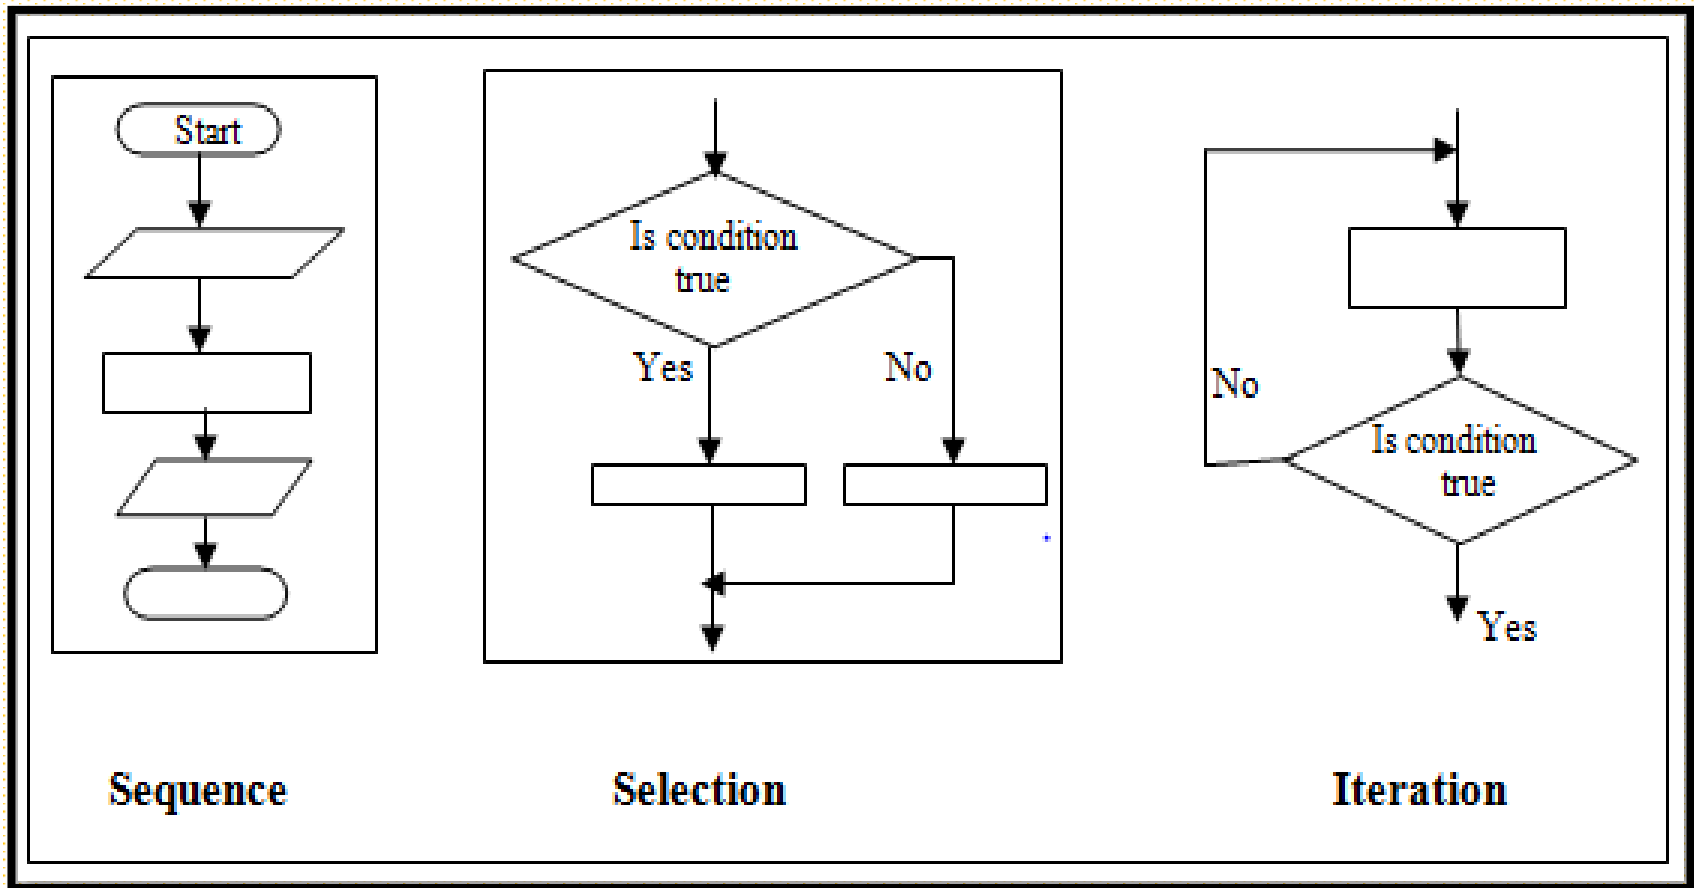 Start
Is condition
true
Yes
No
Is condition
true
No
Yes
Sequence
Selection
Iteration